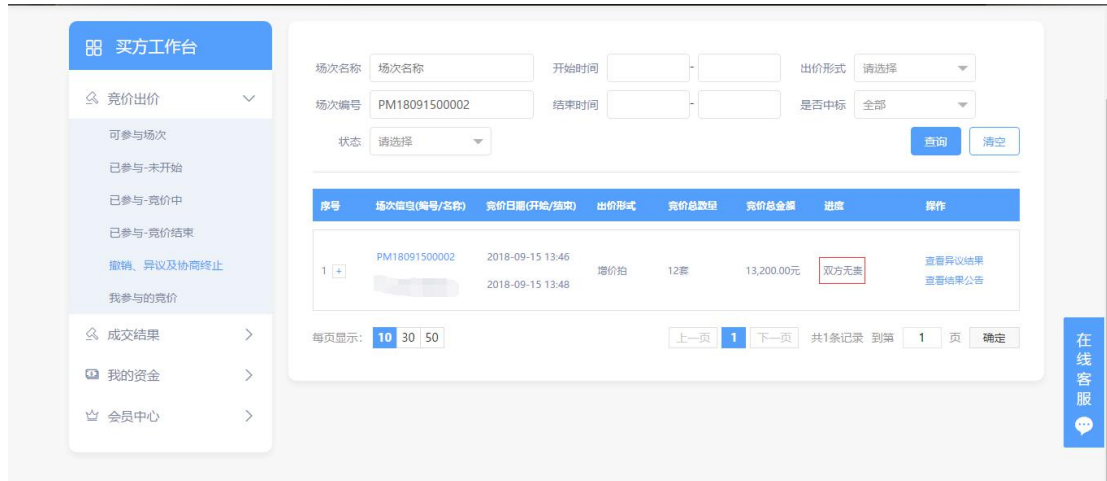 买方工作台
竞价出价
可参与场次
已参与-未开始
已参与-竞价中
已参与-竞价结束
撤销、异议及协商终止
我参与的竞价
成交结果
我的资金
会员中心
场次名称 场次名称 开始时间 - 出价形式 请选择
场次编号 PM18091500002 结束时间 - 是否中标 全部
状态 请选择 查询 清空
序号 场次信息(编号/名称) 竞价日期(开始/结束) 出价形式 竞价总数量 竞价总金额 进度 操作
PM18091500002 2018-09-15 13:46 查看异议结果
1 + 增价拍 12套 13,200.00元 双方无责
2018-09-15 13:48 查看结果公告
每页显示: 10 30 50 上一页 1 下一页 共1条记录 到第 1 页 确定
在线客服